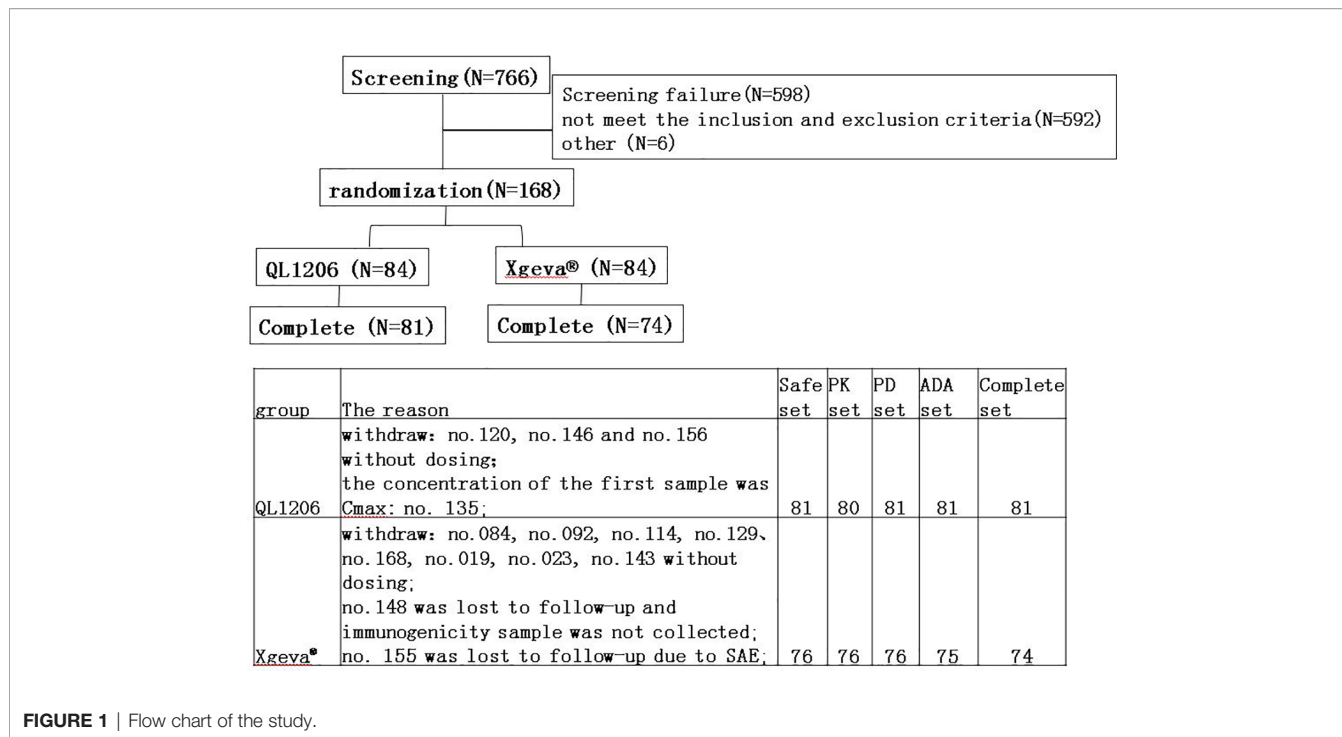 Screening(N=766)
Screening failure(N=598)
not meet the inclusion and exclusion criteria(N=592)
other (N=6)
randomization(N=168)
QL1206 (N=84)
Xgeva® (N=84)
Complete (N=81)
Complete (N=74)
group The reason Safe set PK set PD set ADA set Complete set
withdraw: no.120, no.146 and no.156
without dosing;
the concentration of the first sample was
QL1206 Cmax: no. 135; 81 80 81 81 81
withdraw: no.084, no.092, no.114, no.129、
no.168, no.019, no.023, no.143 without
dosing;
no.148 was lost to follow-up and
immunogenicity sample was not collected;
Xgeva® no. 155 was lost to follow-up due to SAE; 76 76 76 75 74
FIGURE 1 | Flow chart of the study.